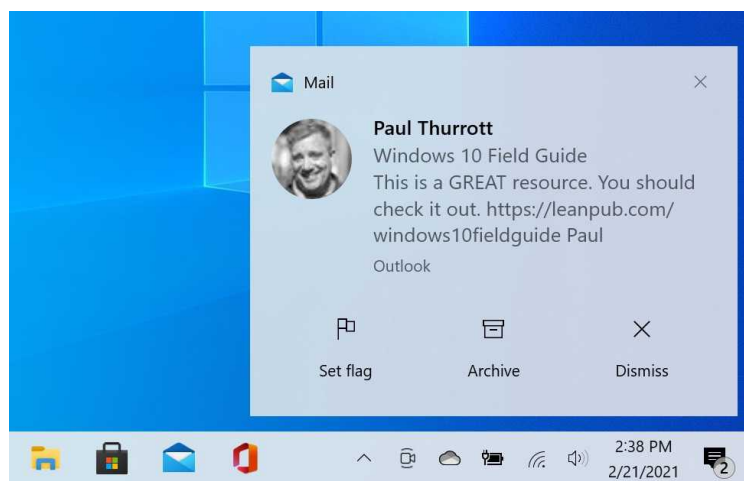 Mail
Paul Thurrott
Windows 10 Field Guide
This is a GREAT resource. You should
check it out. https://leanpub.com/
windows10fieldguide Paul
Outlook
Set flag
Archive
Dismiss
2:38 PM
2/21/2021
2